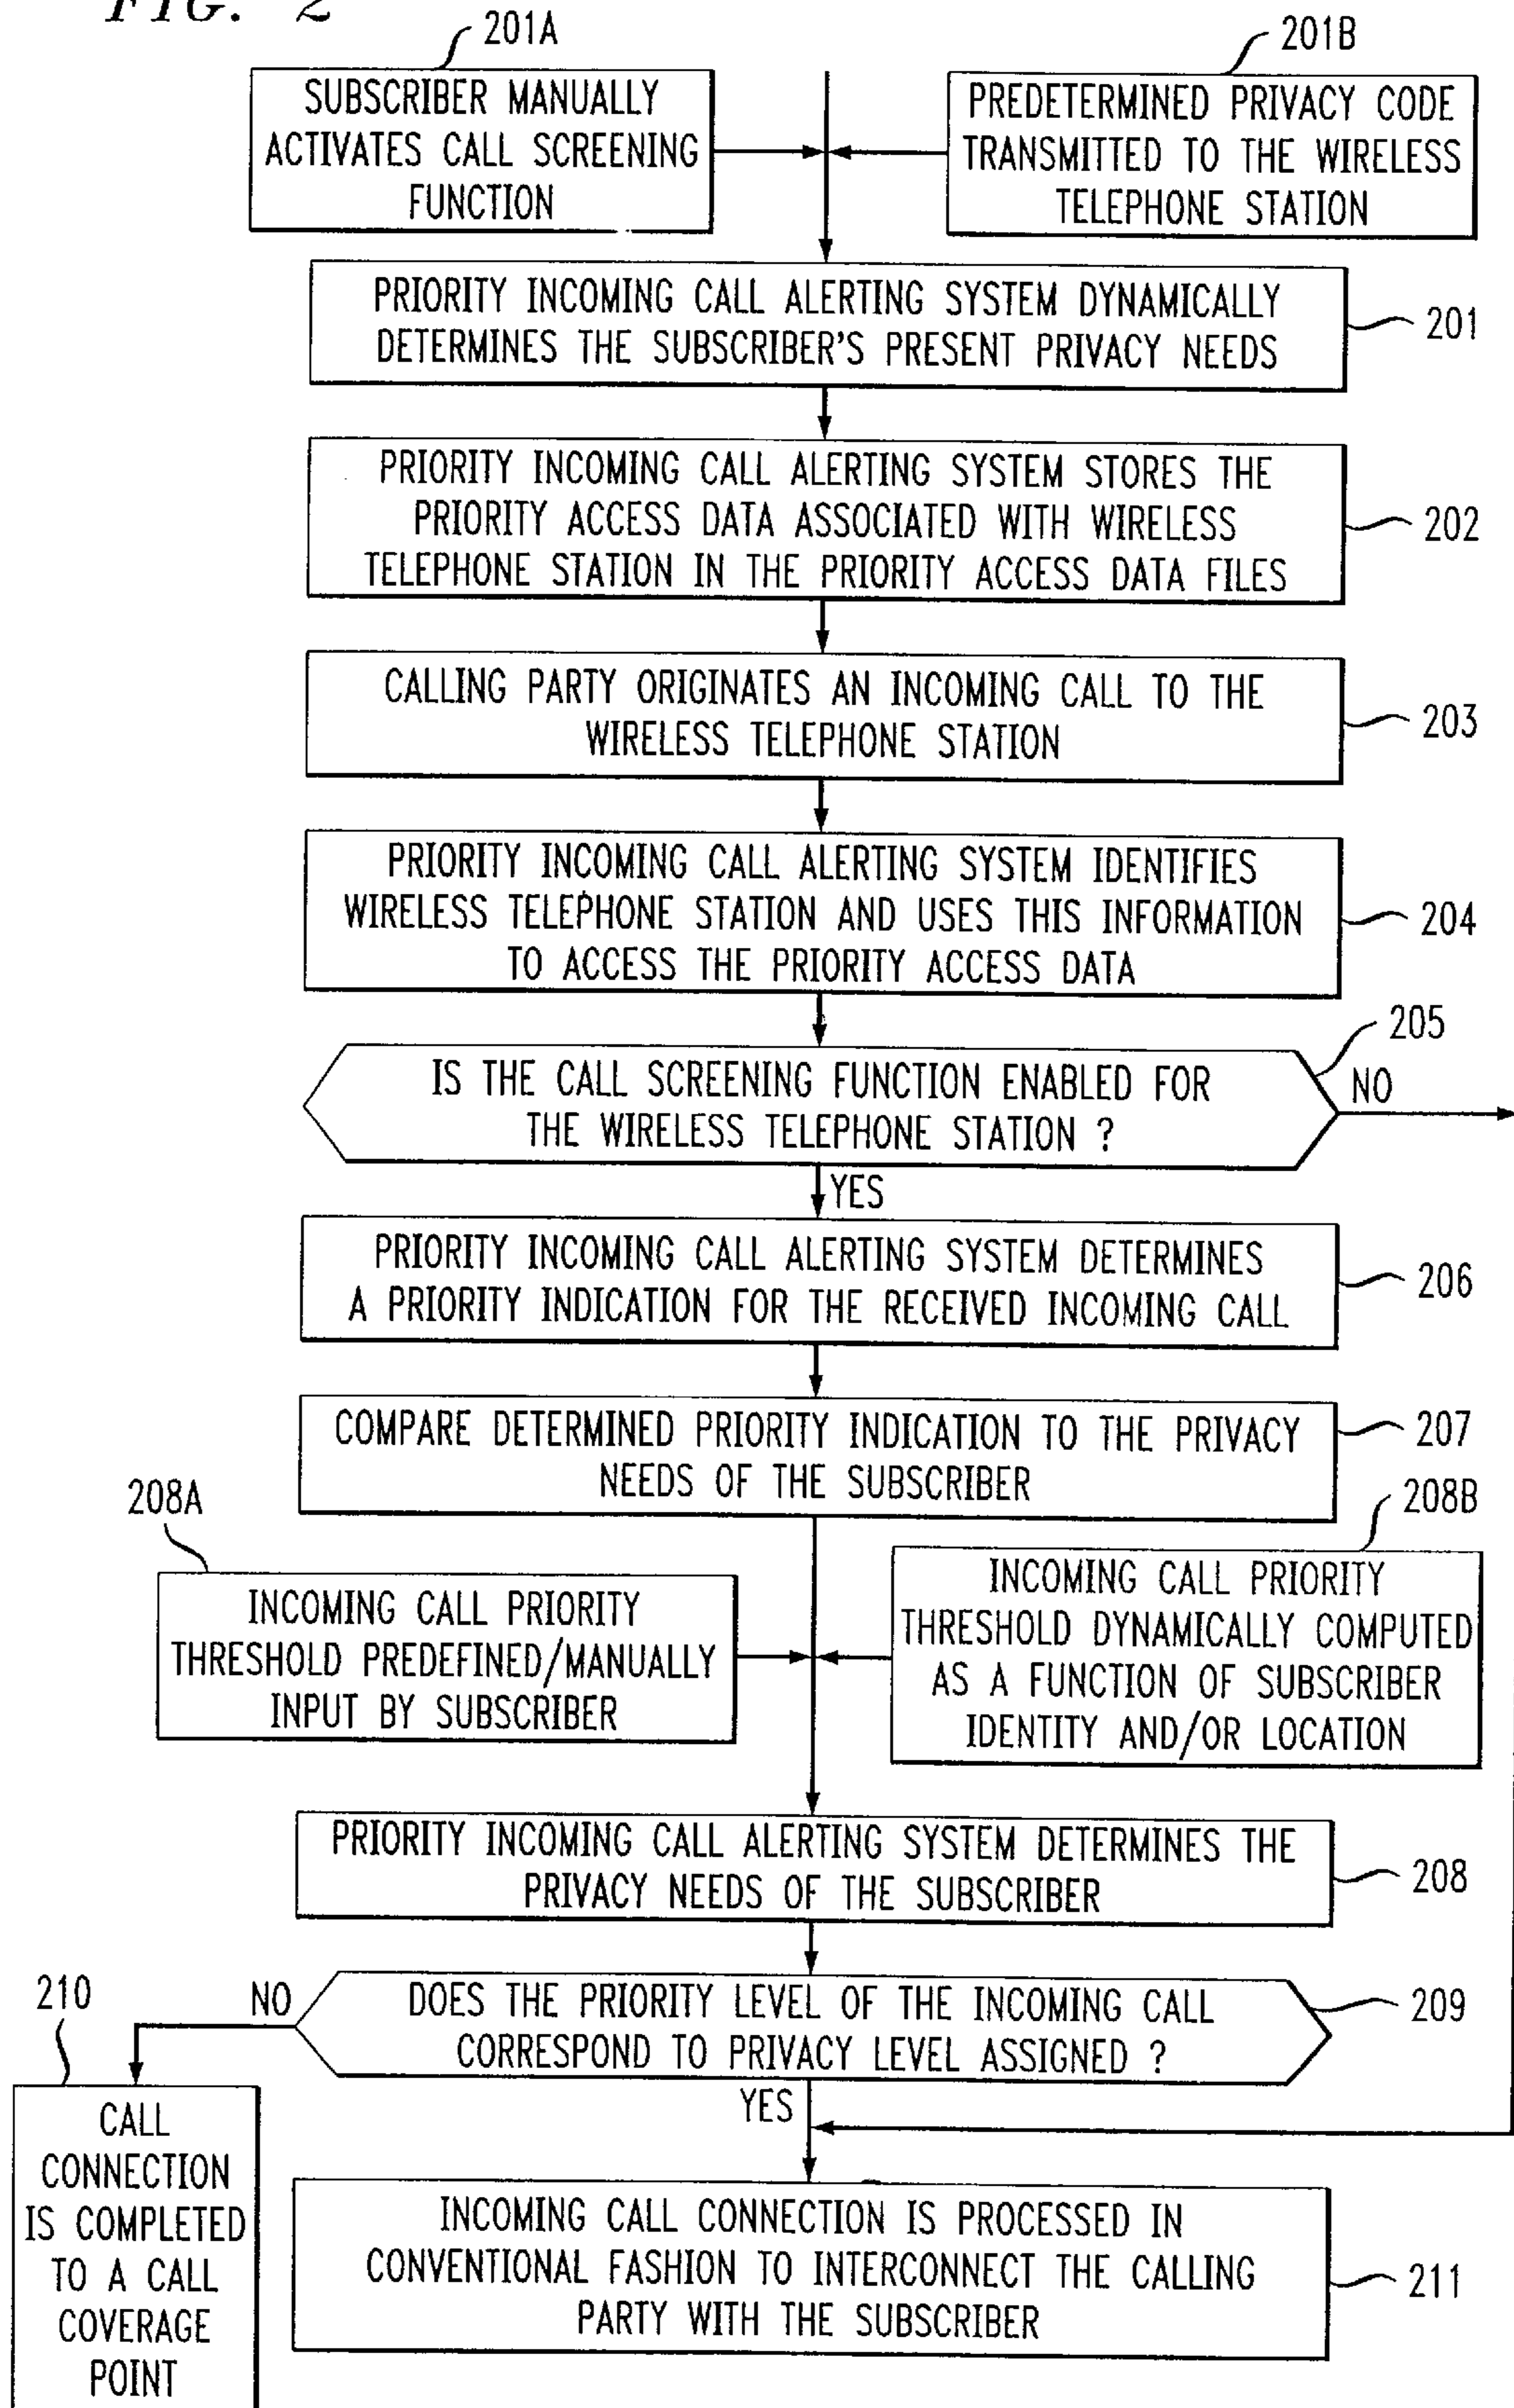 FIG. 2
201A
201B
SUBSCRIBER MANUALLY
ACTIVATES CALL SCREENING
FUNCTION
PREDETERMINED PRIVACY CODE
TRANSMITTED TO THE WIRELESS
TELEPHONE STATION
PRIORITY INCOMING CALL ALERTING SYSTEM DYNAMICALLY
DETERMINES THE SUBSCRIBER'S PRESENT PRIVACY NEEDS
201
PRIORITY INCOMING CALL ALERTING SYSTEM STORES THE
PRIORITY ACCESS DATA ASSOCIATED WITH WIRELESS
TELEPHONE STATION IN THE PRIORITY ACCESS DATA FILES
202
CALLING PARTY ORIGINATES AN INCOMING CALL TO THE
WIRELESS TELEPHONE STATION
203
PRIORITY INCOMING CALL ALERTING SYSTEM IDENTIFIES
WIRELESS TELEPHONE STATION AND USES THIS INFORMATION
TO ACCESS THE PRIORITY ACCESS DATA
204
205
IS THE CALL SCREENING FUNCTION ENABLED FOR
THE WIRELESS TELEPHONE STATION ?
NO
YES
PRIORITY INCOMING CALL ALERTING SYSTEM DETERMINES
A PRIORITY INDICATION FOR THE RECEIVED INCOMING CALL
206
COMPARE DETERMINED PRIORITY INDICATION TO THE PRIVACY
NEEDS OF THE SUBSCRIBER
207
208A
208B
INCOMING CALL PRIORITY
THRESHOLD PREDEFINED/MANUALLY
INPUT BY SUBSCRIBER
INCOMING CALL PRIORITY
THRESHOLD DYNAMICALLY COMPUTED
AS A FUNCTION OF SUBSCRIBER
IDENTITY AND/OR LOCATION
PRIORITY INCOMING CALL ALERTING SYSTEM DETERMINES THE
PRIVACY NEEDS OF THE SUBSCRIBER
208
210
NO
DOES THE PRIORITY LEVEL OF THE INCOMING CALL
CORRESPOND TO PRIVACY LEVEL ASSIGNED ?
209
YES
CALL
CONNECTION
IS COMPLETED
TO A CALL
COVERAGE
POINT
INCOMING CALL CONNECTION IS PROCESSED IN
CONVENTIONAL FASHION TO INTERCONNECT THE CALLING
PARTY WITH THE SUBSCRIBER
211